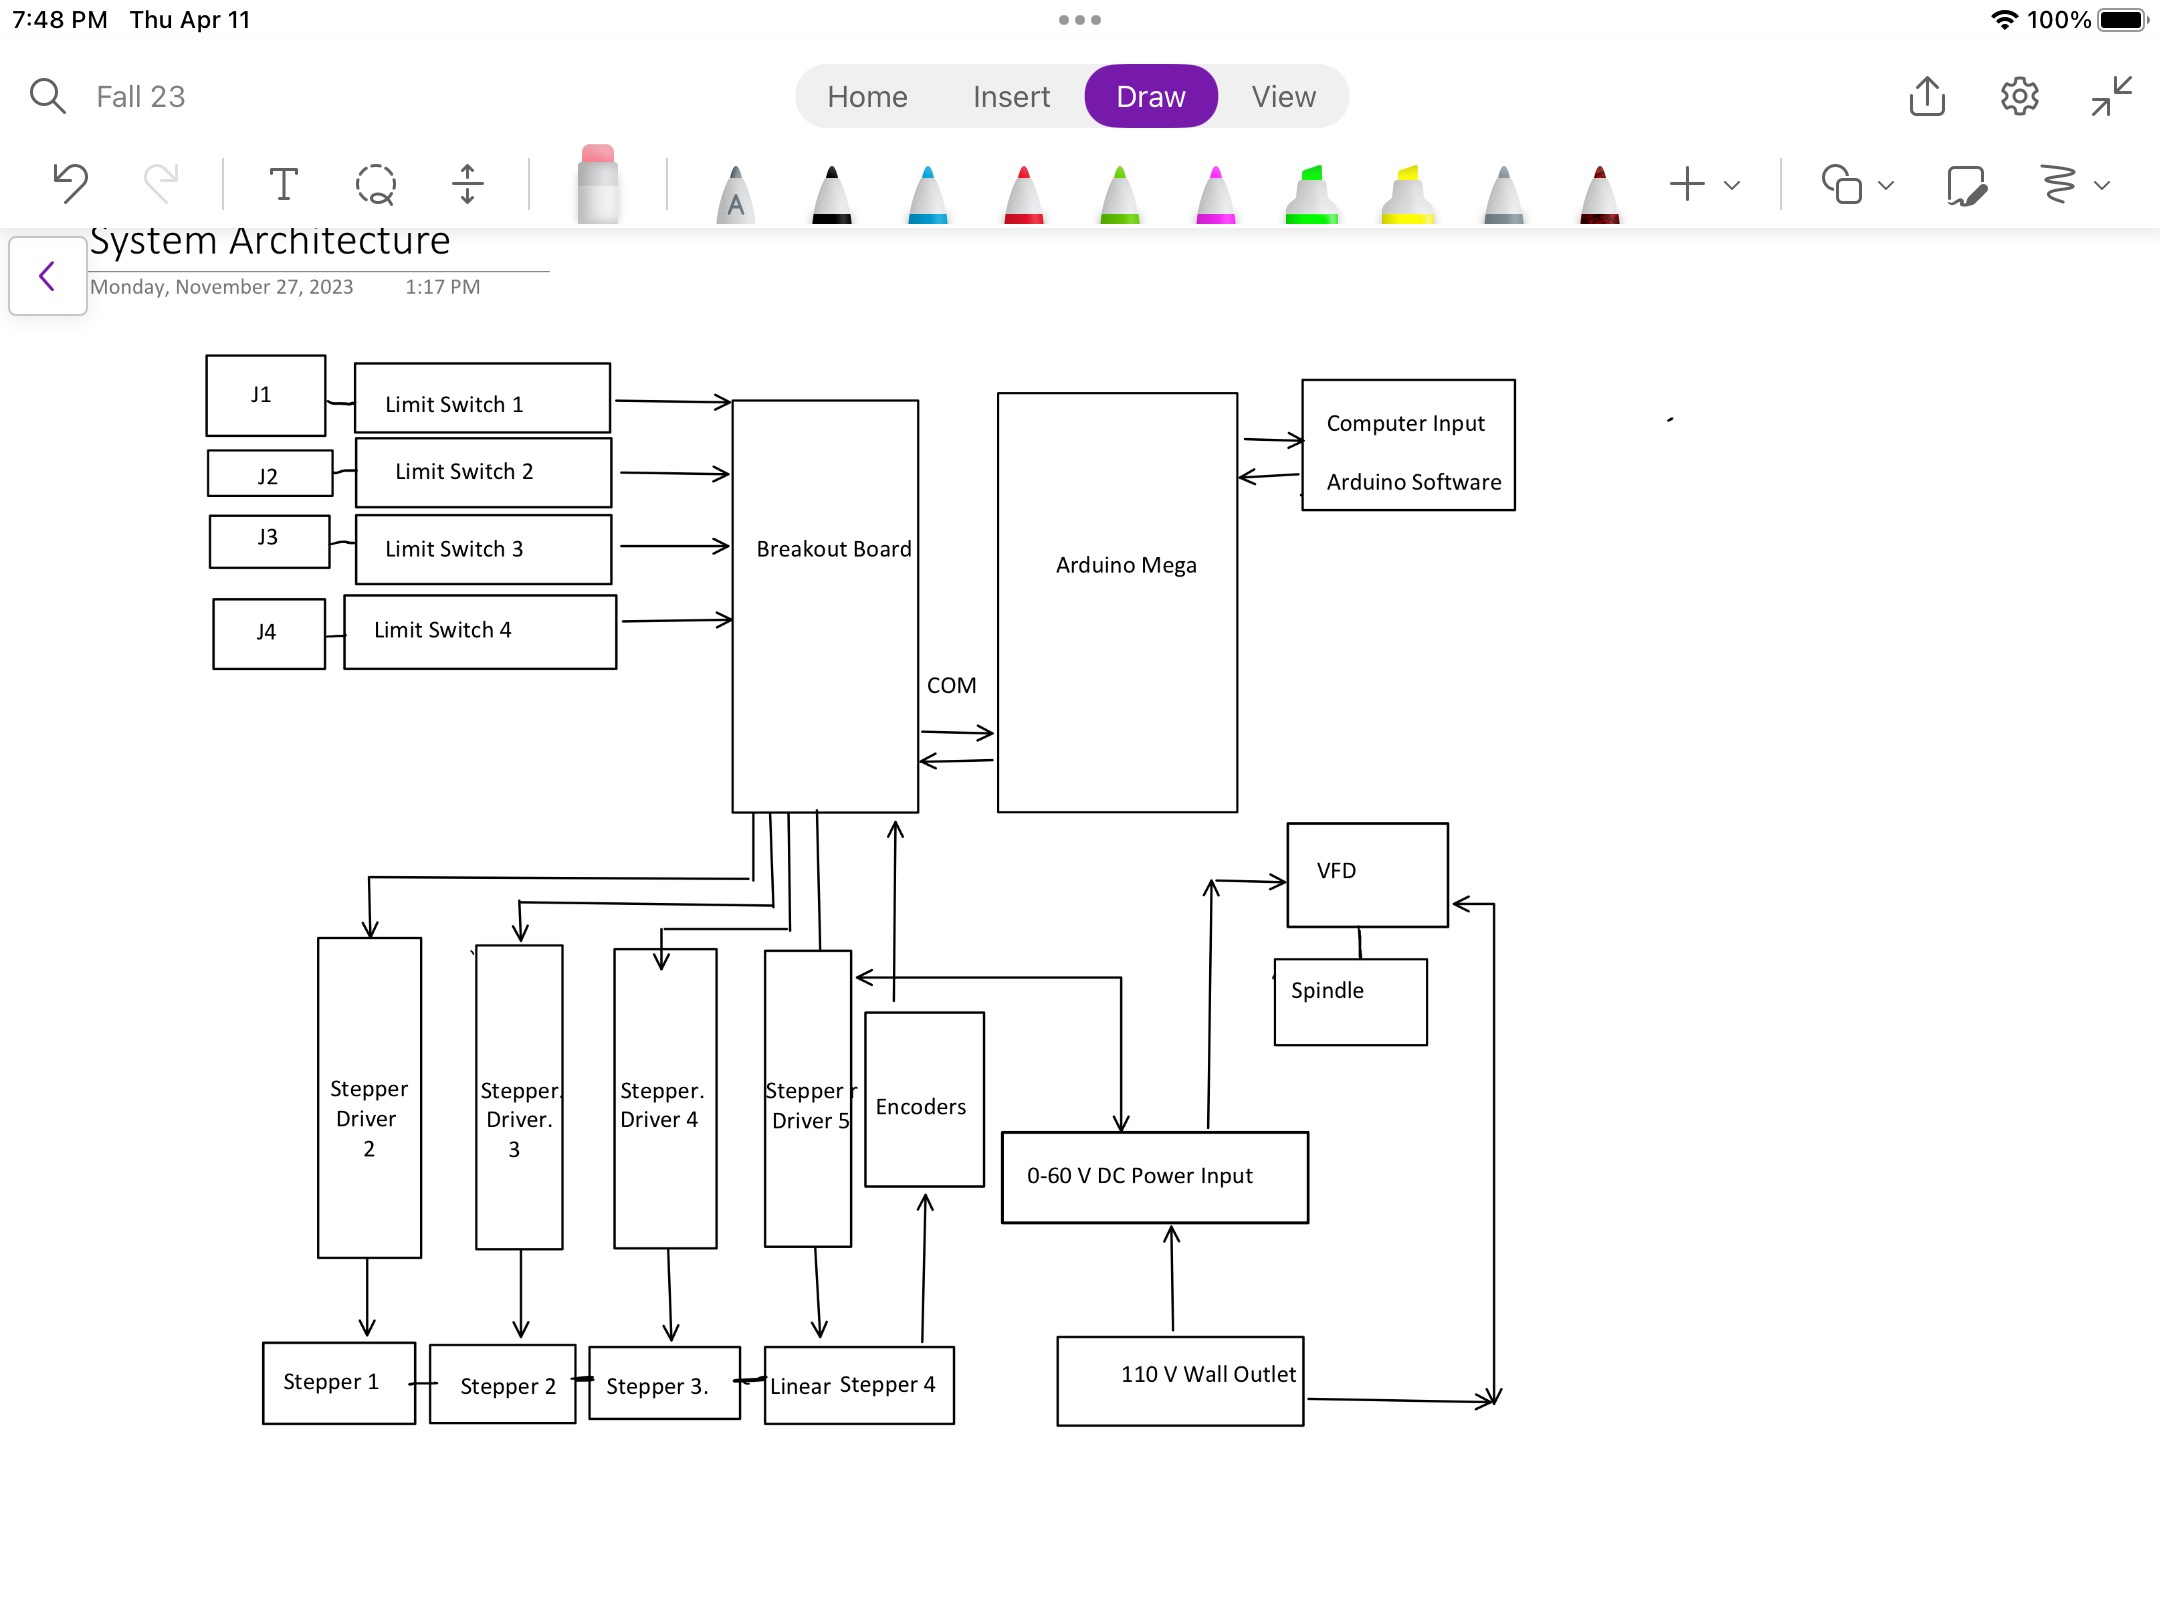 7:48 PM Thu Apr 11
100%
Fall 23
Home Insert Draw View
T
A
System Architecture
Monday, November 27, 2023 1:17 PM
J1
Limit Switch 1
J2
Limit Switch 2
J3
Limit Switch 3
J4
Limit Switch 4
Breakout Board
COM
Arduino Mega
Computer Input
Arduino Software
VFD
Spindle
Stepper
Driver
2
Stepper.
Driver.
3
Stepper.
Driver 4
Stepper r
Driver 5
Encoders
0-60 V DC Power Input
Stepper 1
Stepper 2
Stepper 3.
Linear Stepper 4
110 V Wall Outlet